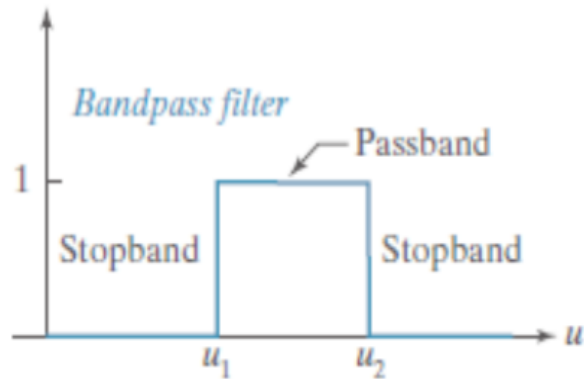 Bandpass filter
Passband
1
Stopband Stopband
u
u₁ u₂